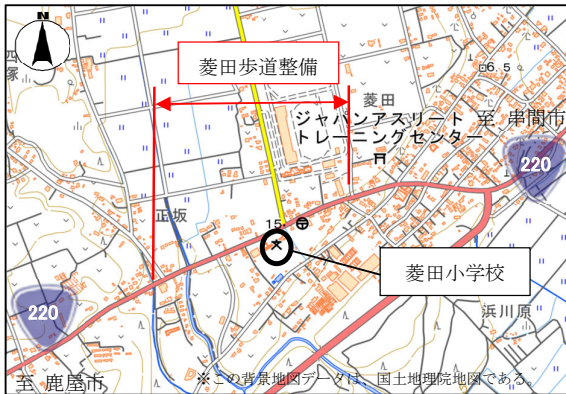 N
四
塚
菱田歩道整備
6.5
菱田
ジャパンアスリート
トレーニングセンター
至 串間市
220
正坂
15
菱田小学校
220
浜川原
至 鹿屋市
※この背景地図データは、国土地理院地図である。